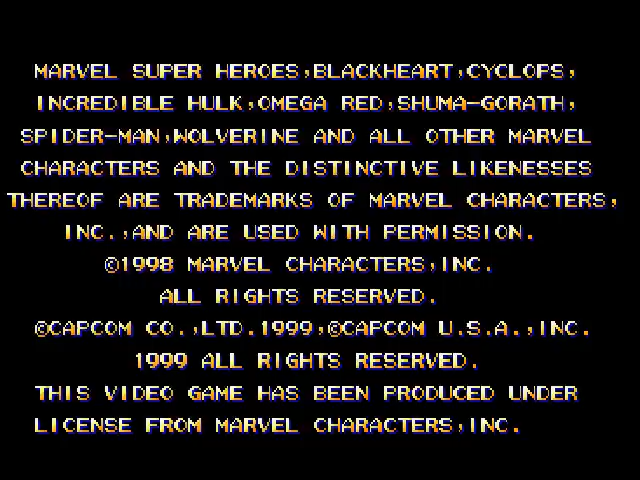 MARVEL SUPER HEROES,BLACKHEART,CYCLOPS,
INCREDIBLE HULK,OMEGA RED,SHUMA-GORATH,
SPIDER-MAN,WOLVERINE AND ALL OTHER MARVEL
CHARACTERS AND THE DISTINCTIVE LIKENESSES
THEREOF ARE TRADEMARKS OF MARVEL CHARACTERS,
INC.,AND ARE USED WITH PERMISSION.
©1998 MARVEL CHARACTERS,INC.
ALL RIGHTS RESERVED.
©CAPCOM CO.,LTD.1999,©CAPCOM U.S.A.,INC.
1999 ALL RIGHTS RESERVED.
THIS VIDEO GAME HAS BEEN PRODUCED UNDER
LICENSE FROM MARVEL CHARACTERS,INC.